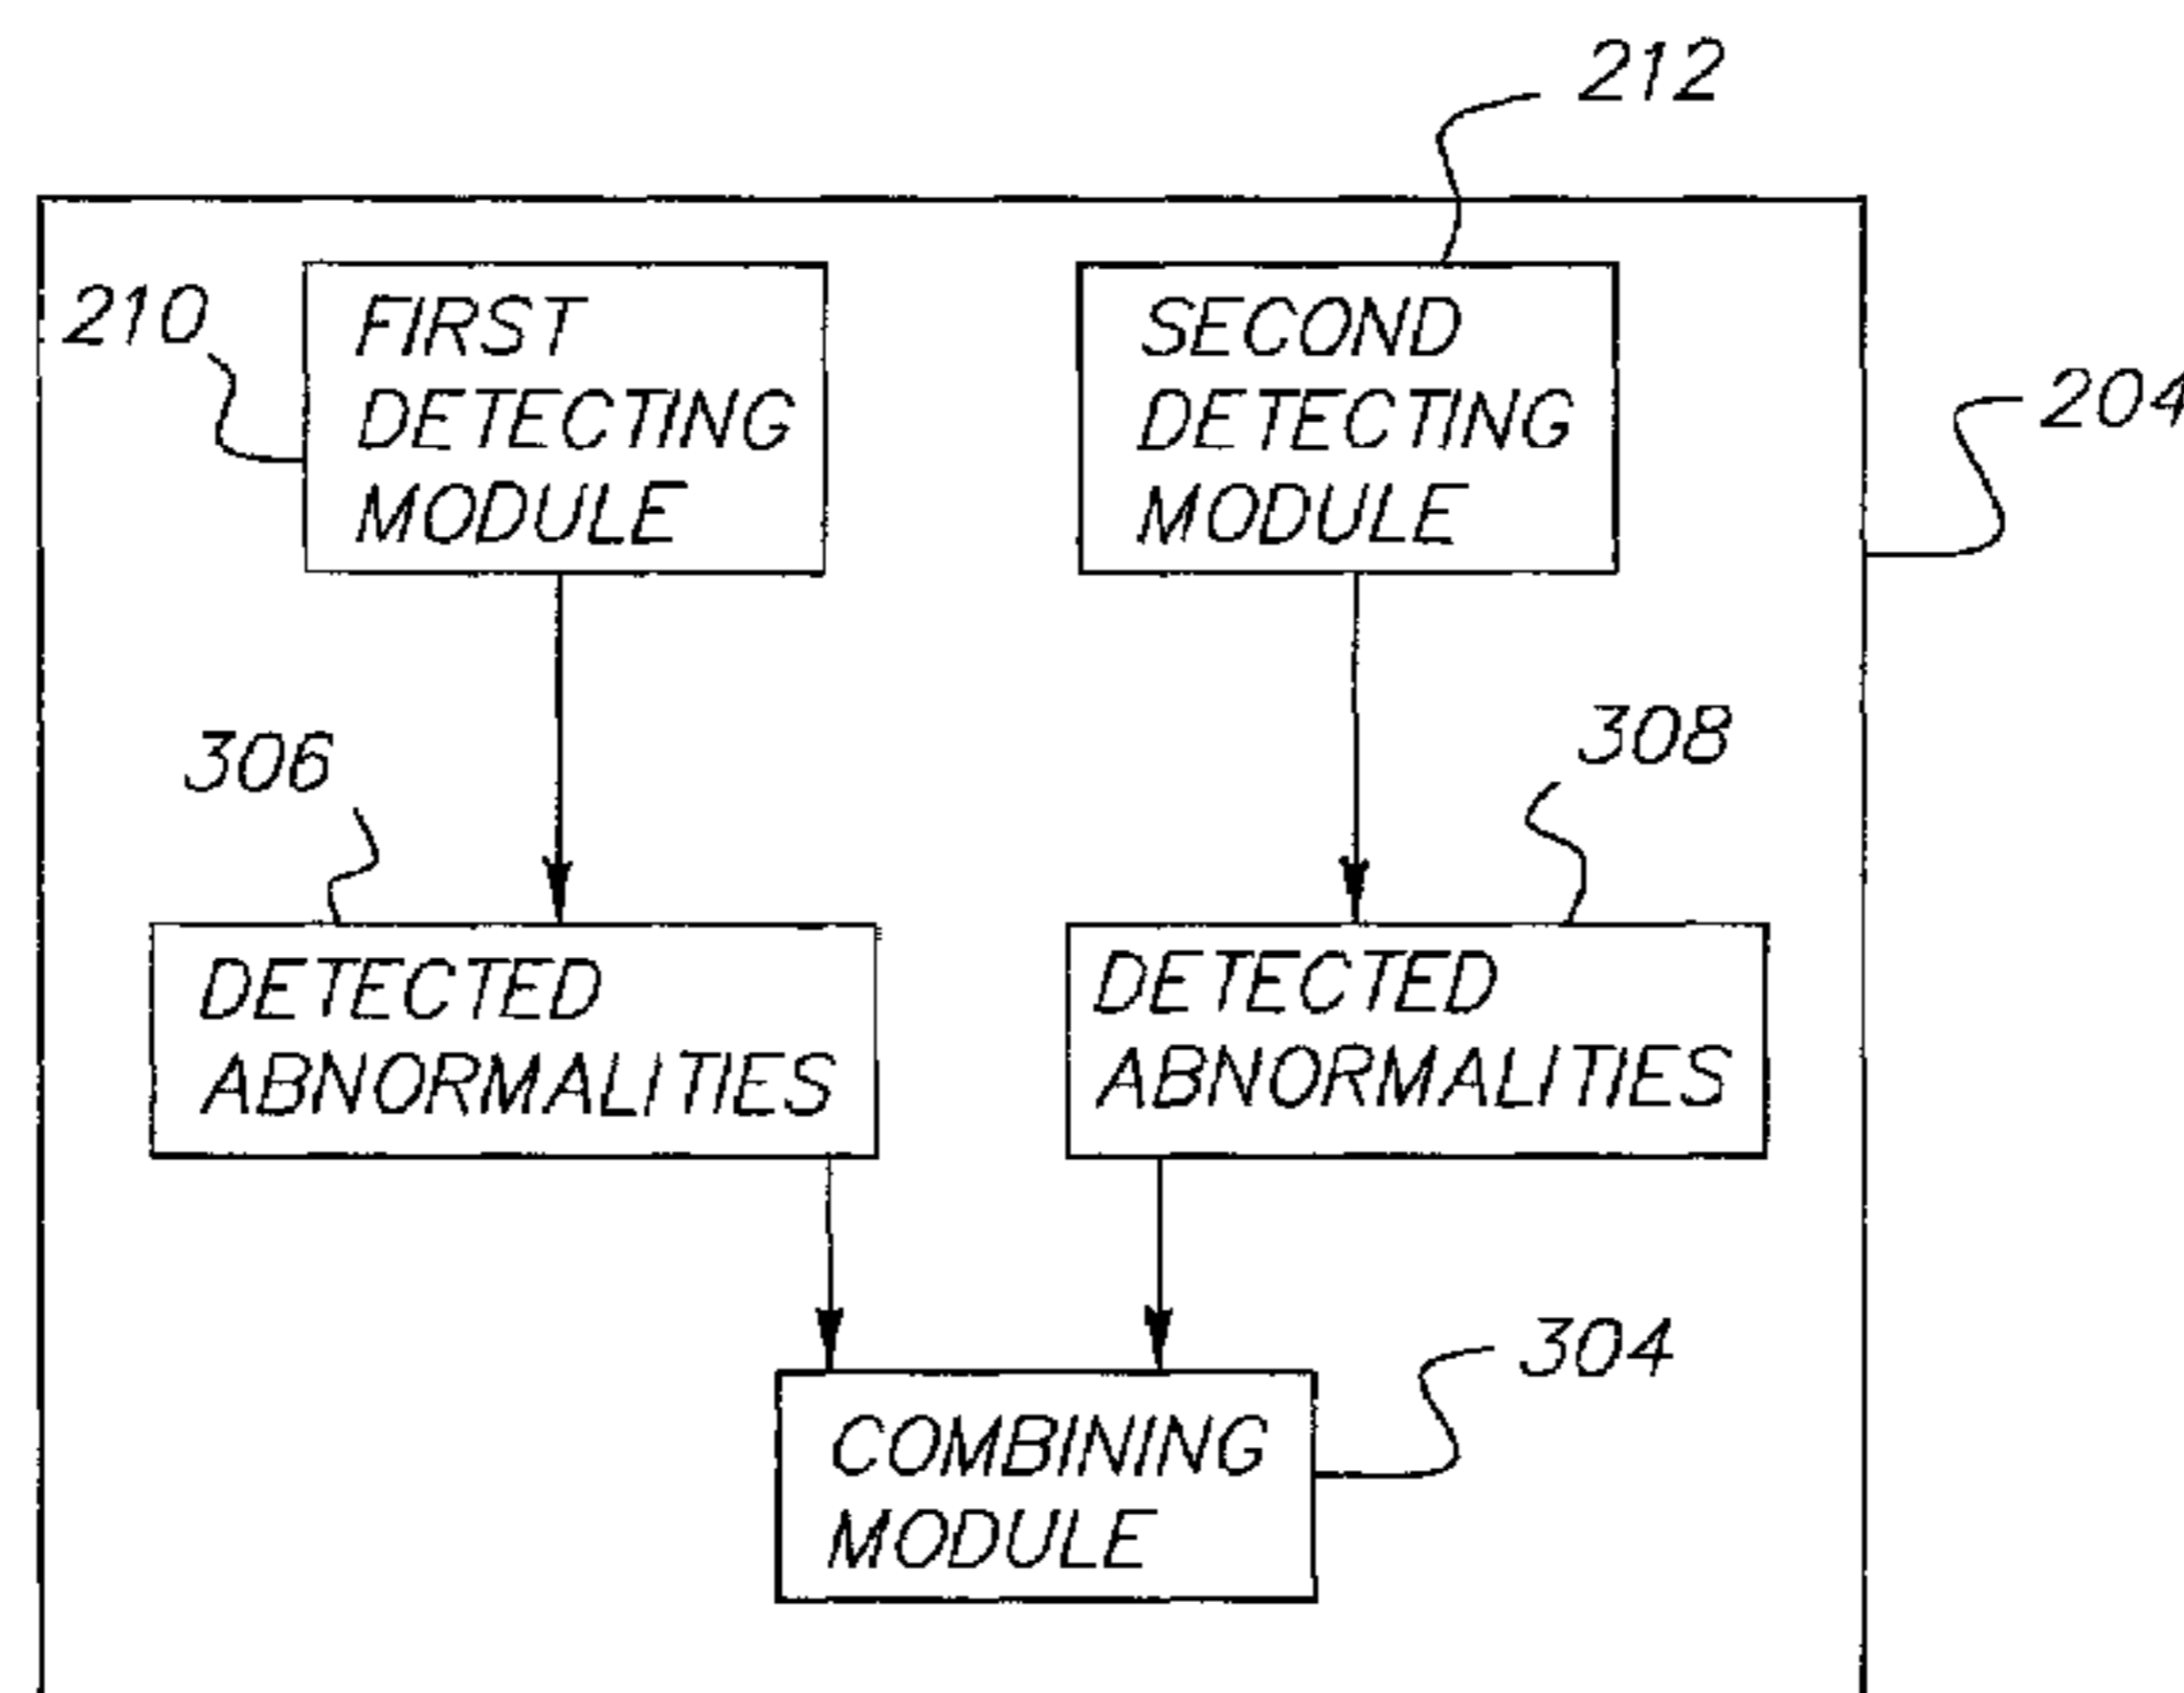 212
210
FIRST
DETECTING
MODULE
SECOND
DETECTING
MODULE
204
306
308
DETECTED
ABNORMALITIES
DETECTED
ABNORMALITIES
304
COMBINING
MODULE